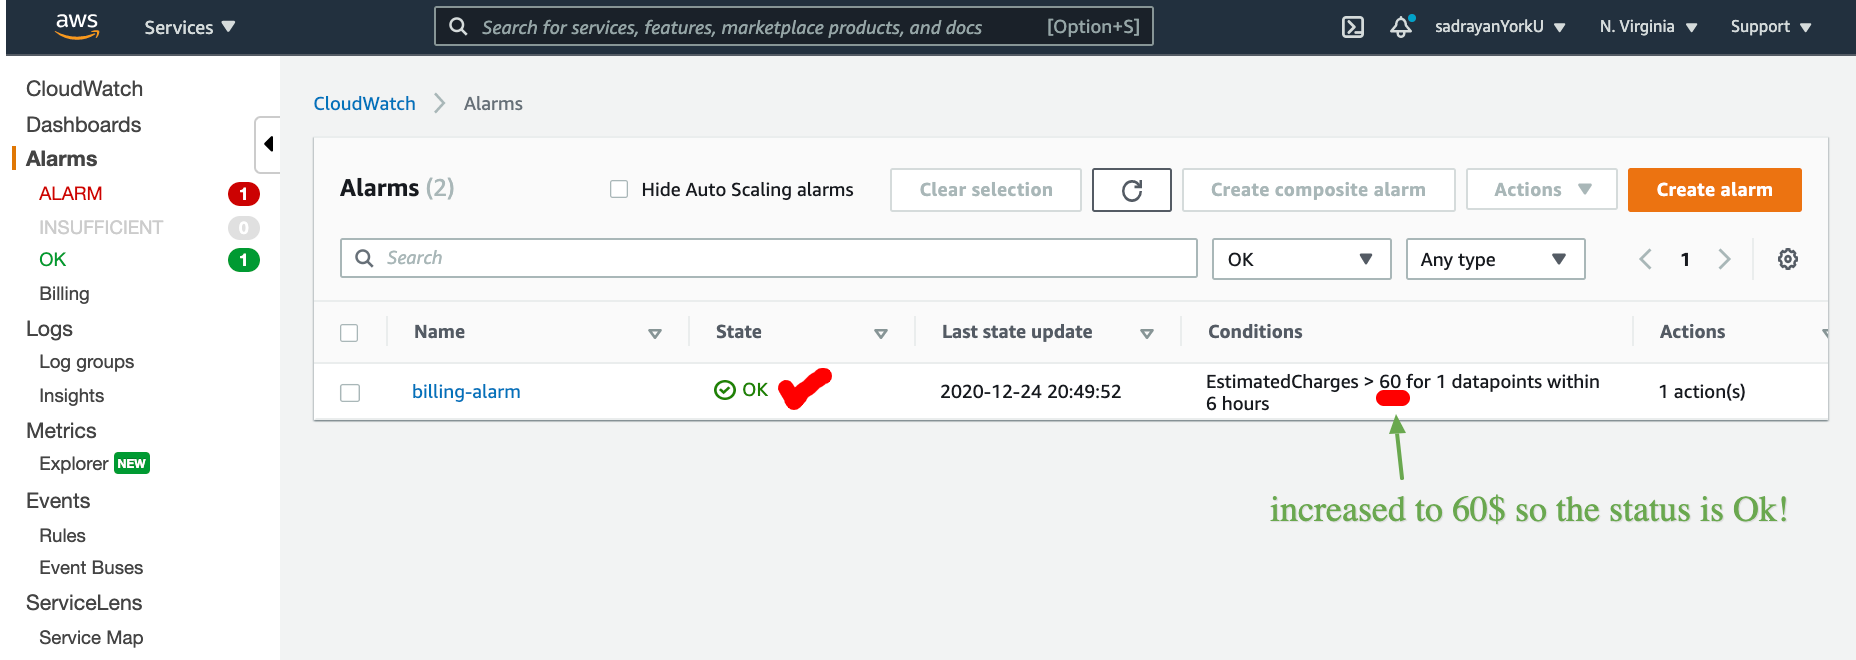 aws
Services
Search for services, features, marketplace products, and docs
[Option+S]
sadrayanYorkU
N. Virginia
Support
CloudWatch
Dashboards
Alarms
ALARM 1
INSUFFICIENT 0
OK 1
Billing
Logs
Log groups
Insights
Metrics
Explorer NEW
Events
Rules
Event Buses
ServiceLens
Service Map
CloudWatch > Alarms
Alarms (2)
Hide Auto Scaling alarms
Clear selection
Create composite alarm
Actions
Create alarm
Search
OK
Any type
1
Name
State
Last state update
Conditions
Actions
billing-alarm
OK
2020-12-24 20:49:52
EstimatedCharges > 60 for 1 datapoints within
6 hours
1 action(s)
increased to 60$ so the status is Ok!